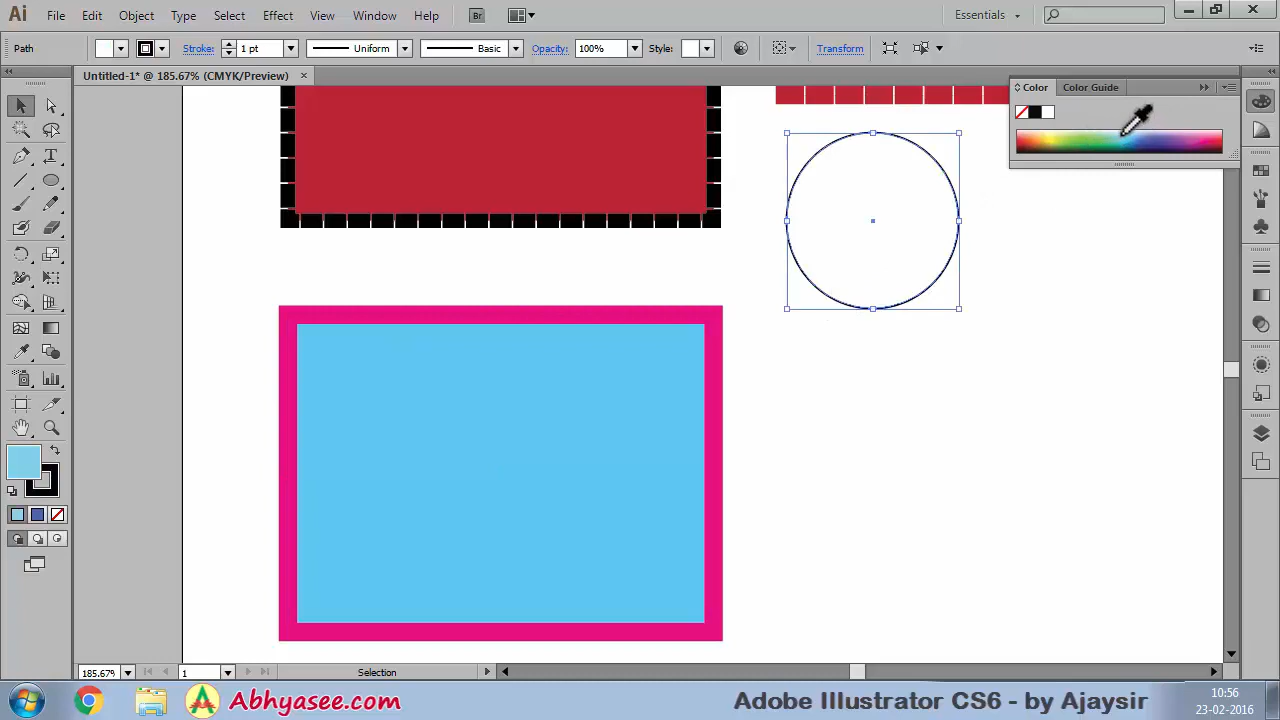 Ai File Edit Object Type Select Effect View Window Help Br Essentials
Path Stroke: 1 pt Uniform Basic Opacity: 100% Style: Transform
Untitled-1* @ 185.67% (CMYK/Preview)
Color Color Guide
T
185.67% 1 Selection
Abhyasee.com Adobe Illustrator CS6 - by Ajaysir
10:56
23-02-2016